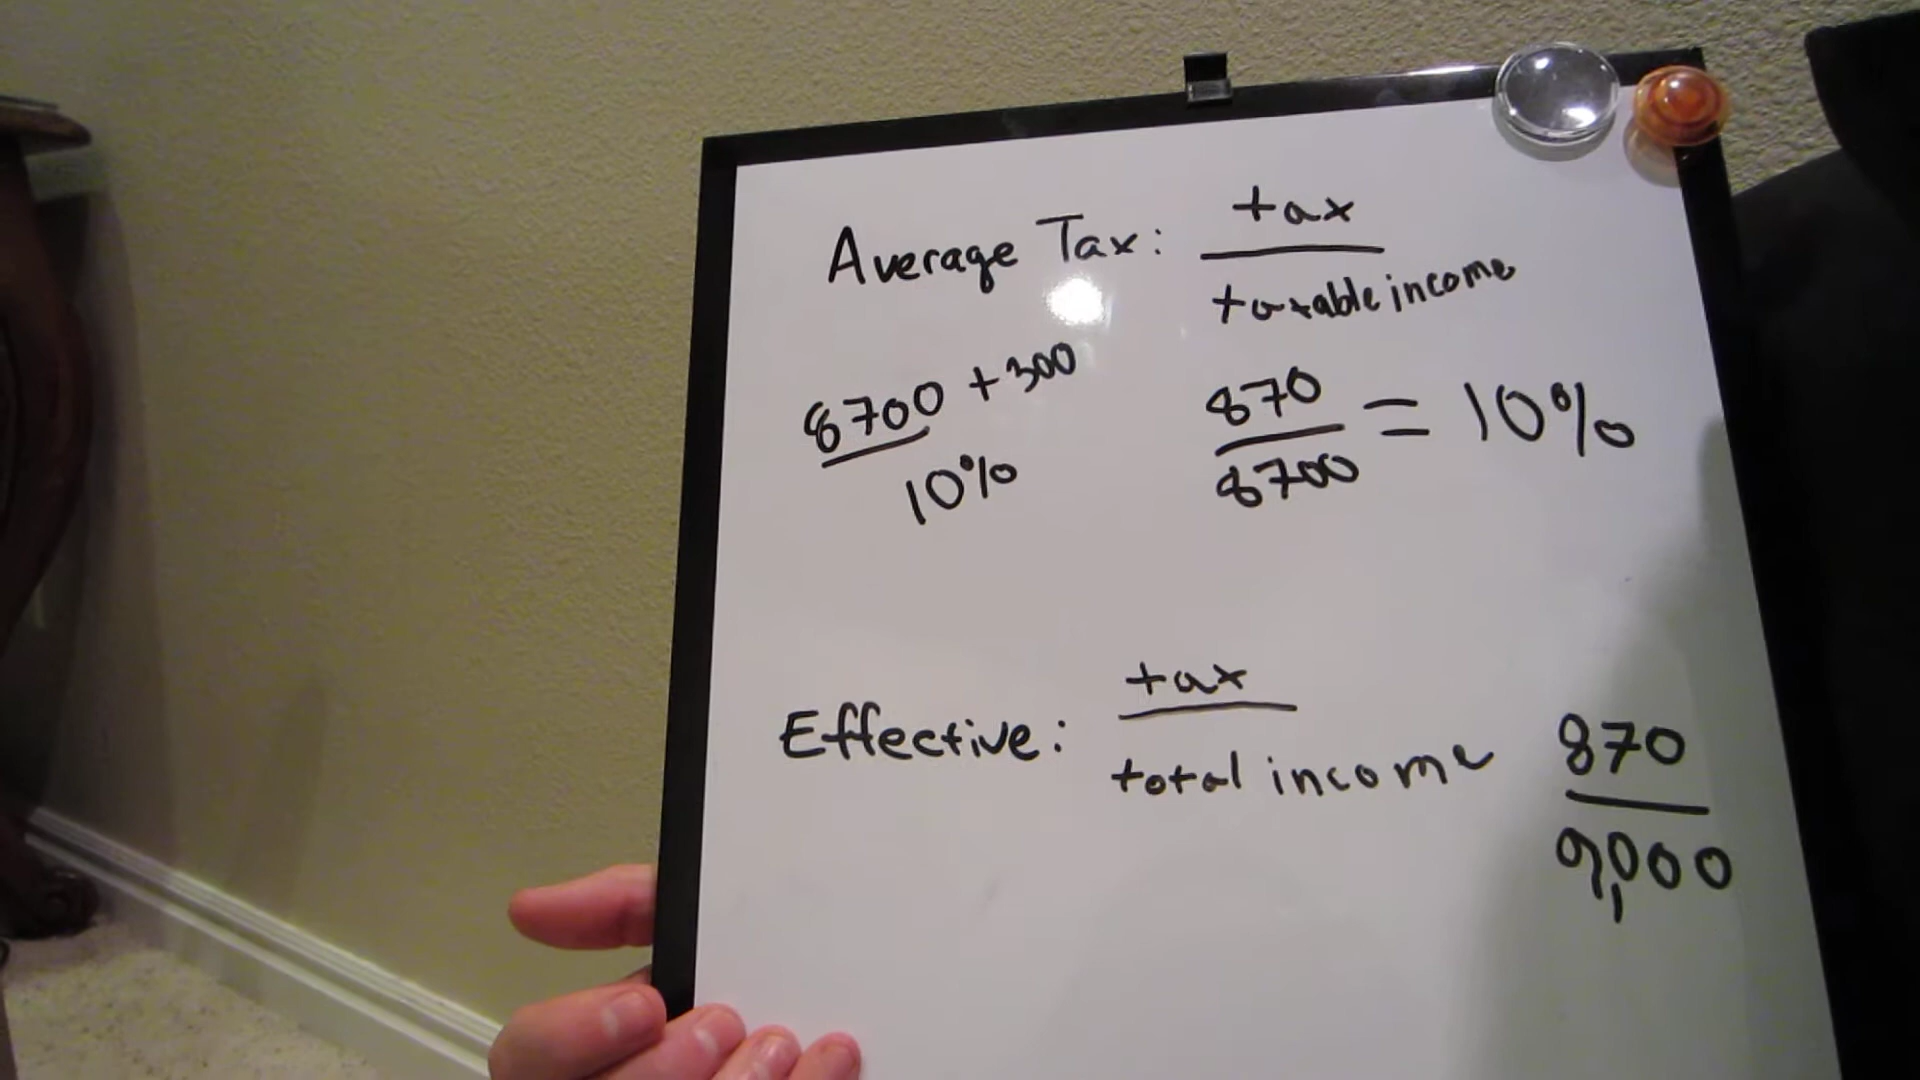 Average Tax: tax
taxable income
8700 + 300
10%
870
8700
= 10%
Effective: tax
total income
870
9,000